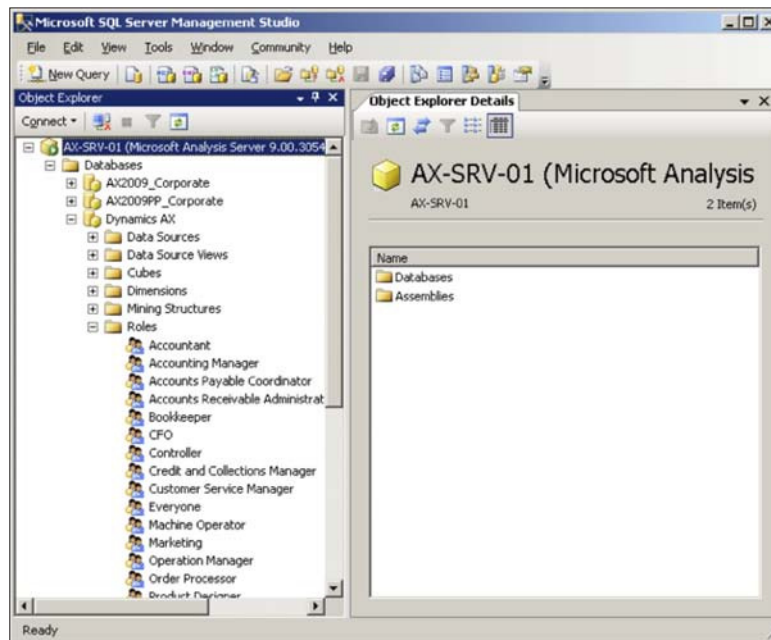 Microsoft SQL Server Management Studio
File Edit View Tools Window Community Help
New Query
Object Explorer
Connect
AX-SRV-01 (Microsoft Analysis Server 9.00.3054
Databases
AX2009_Corporate
AX2009PP_Corporate
Dynamics AX
Data Sources
Data Source Views
Cubes
Dimensions
Mining Structures
Roles
Accountant
Accounting Manager
Accounts Payable Coordinator
Accounts Receivable Administrat
Bookkeeper
CFO
Controller
Credit and Collections Manager
Customer Service Manager
Everyone
Machine Operator
Marketing
Operation Manager
Order Processor
Product Designer
Object Explorer Details
AX-SRV-01 (Microsoft Analysis
AX-SRV-01 2 Item(s)
Name
Databases
Assemblies
Ready